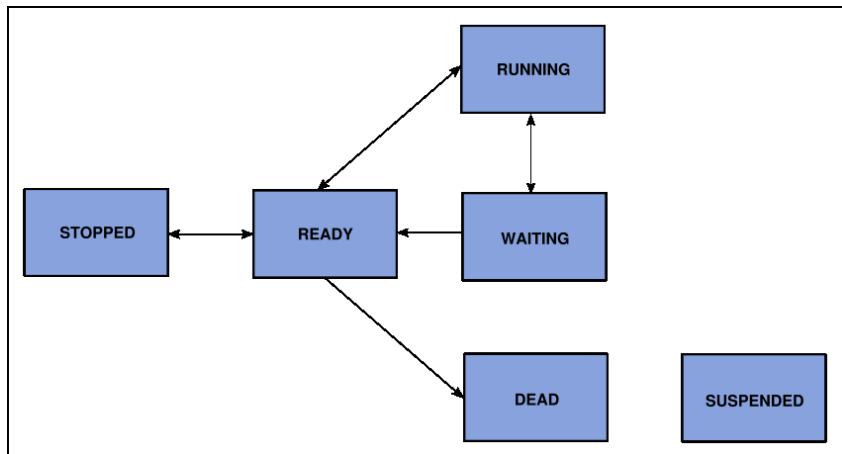 RUNNING
STOPPED
READY
WAITING
DEAD
SUSPENDED